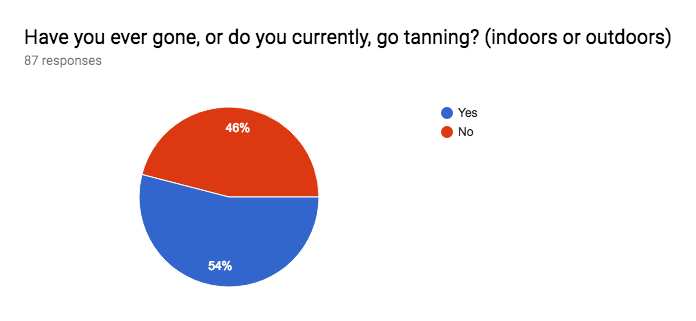 Have you ever gone, or do you currently, go tanning? (indoors or outdoors)
87 responses
46%
54%
Yes
No